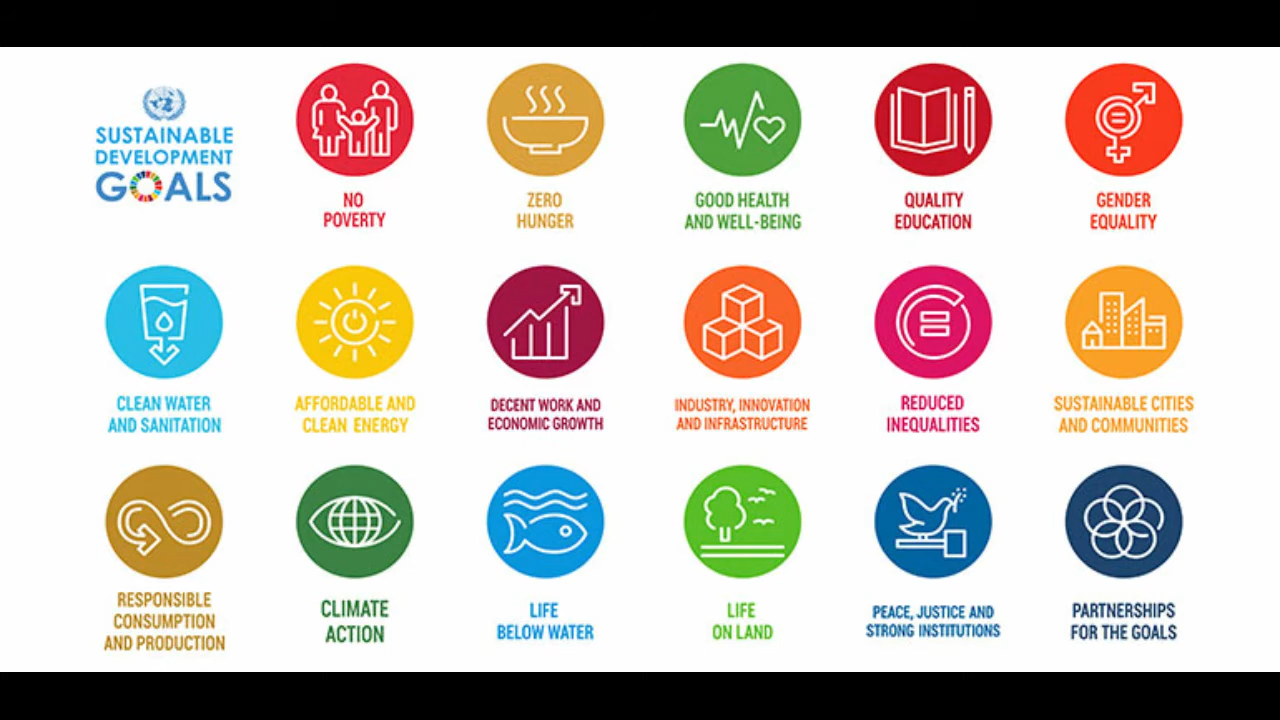 SUSTAINABLE
DEVELOPMENT
GOALS
NO
POVERTY
ZERO
HUNGER
GOOD HEALTH
AND WELL-BEING
QUALITY
EDUCATION
GENDER
EQUALITY
CLEAN WATER
AND SANITATION
AFFORDABLE AND
CLEAN ENERGY
DECENT WORK AND
ECONOMIC GROWTH
INDUSTRY, INNOVATION
AND INFRASTRUCTURE
REDUCED
INEQUALITIES
SUSTAINABLE CITIES
AND COMMUNITIES
RESPONSIBLE
CONSUMPTION
AND PRODUCTION
CLIMATE
ACTION
LIFE
BELOW WATER
LIFE
ON LAND
PEACE, JUSTICE AND
STRONG INSTITUTIONS
PARTNERSHIPS
FOR THE GOALS